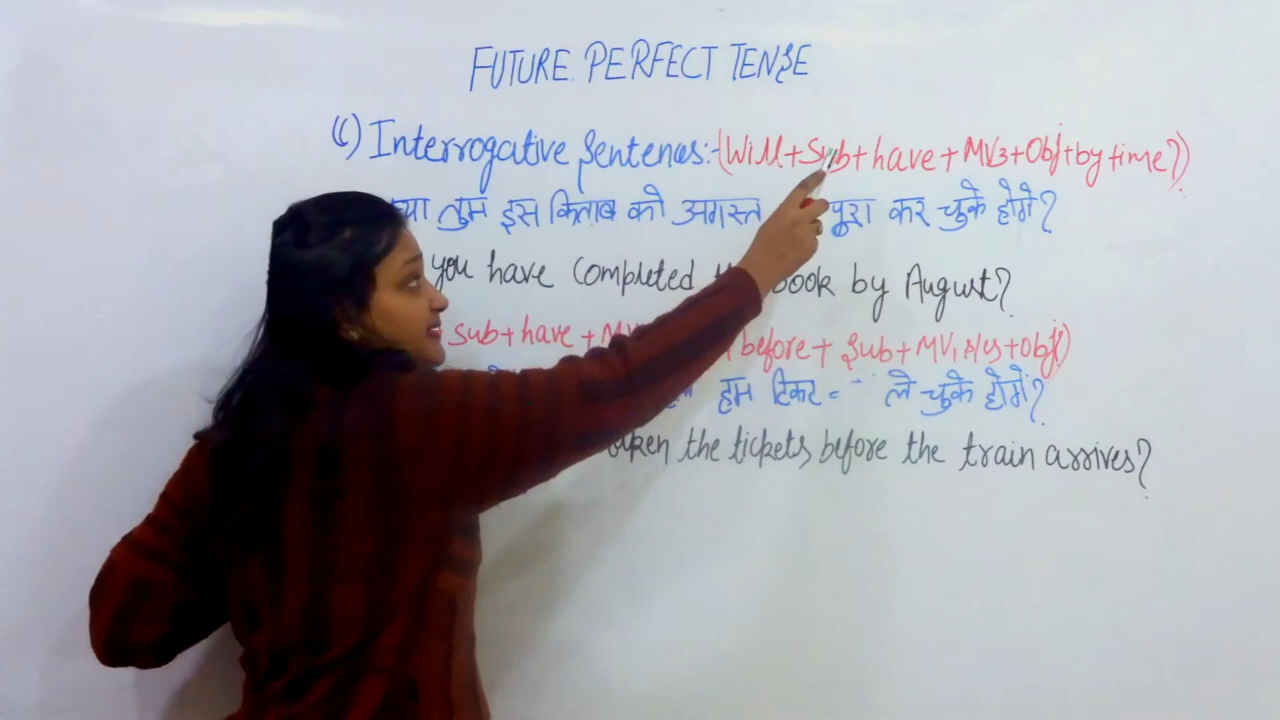 FUTURE PERFECT TENSE
(C) Interrogative Sentences:-(Will+Sub+have+MV3+Obj+by time?)
तुम इस किताब को अगस्त पूरा कर चुके होगे?
you have completed book by August?
Sub+have+ before+Sub+MV1 s/es+Obj?)
हम टिकट ले चुके होगें?
taken the tickets before the train arrives?